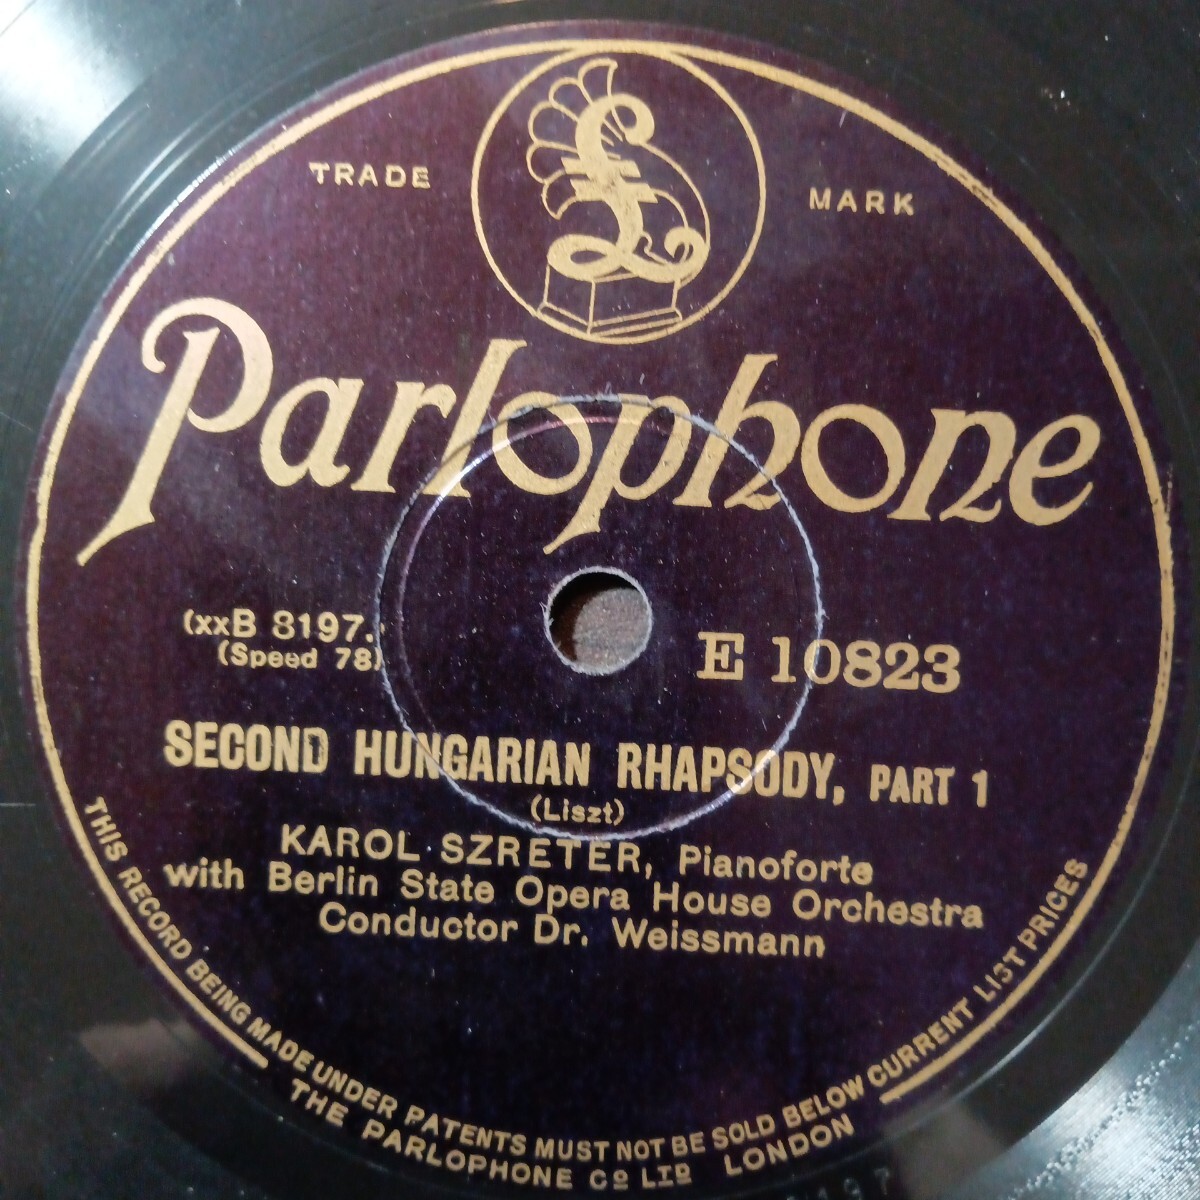 TRADE MARK
£
Parlophone
(xxB 8197.)
(Speed 78)
E 10823
SECOND HUNGARIAN RHAPSODY, PART 1
(Liszt)
KAROL SZRETER, Pianoforte
with Berlin State Opera House Orchestra
Conductor Dr. Weissmann
THIS RECORD BEING MADE UNDER PATENTS MUST NOT BE SOLD BELOW CURRENT LIST PRICES
THE PARLOPHONE Cº LTD LONDON